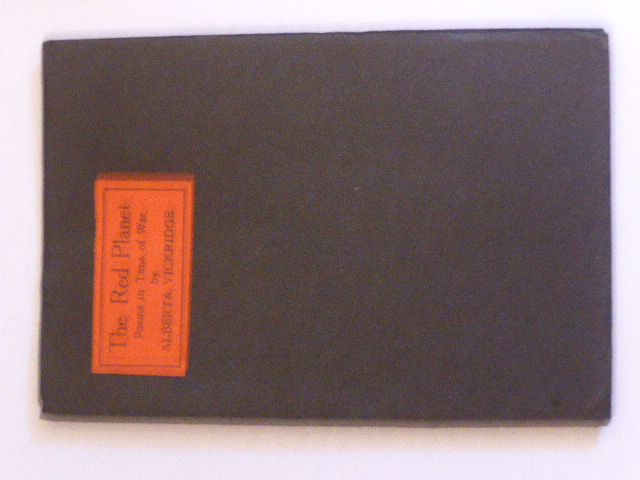 The Red Planet
Poems in Time of War
by
ALBERTA VICKRIDGE